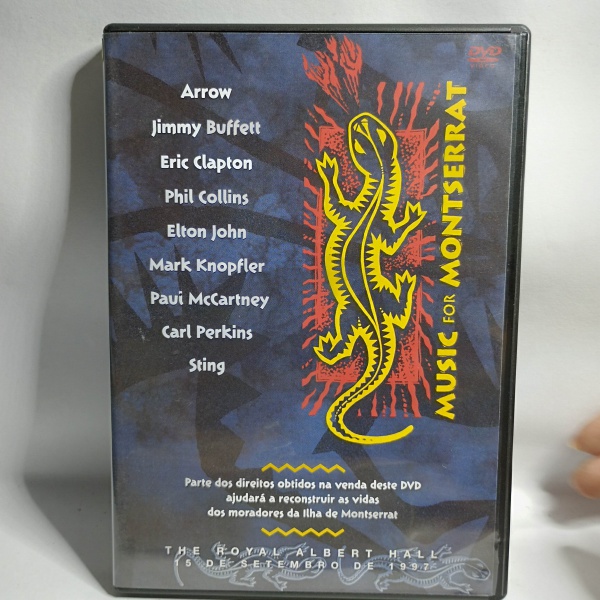 DVD
Arrow
Jimmy Buffett
Eric Clapton
Phil Collins
Elton John
Mark Knopfler
Paul McCartney
Carl Perkins
Sting
MUSIC FOR MONTSERRAT
Parte dos direitos obtidos na venda deste DVD
ajudará a reconstruir as vidas
dos moradores da Ilha de Montserrat
THE ROYAL ALBERT HALL
15 DE SETEMBRO DE 1997